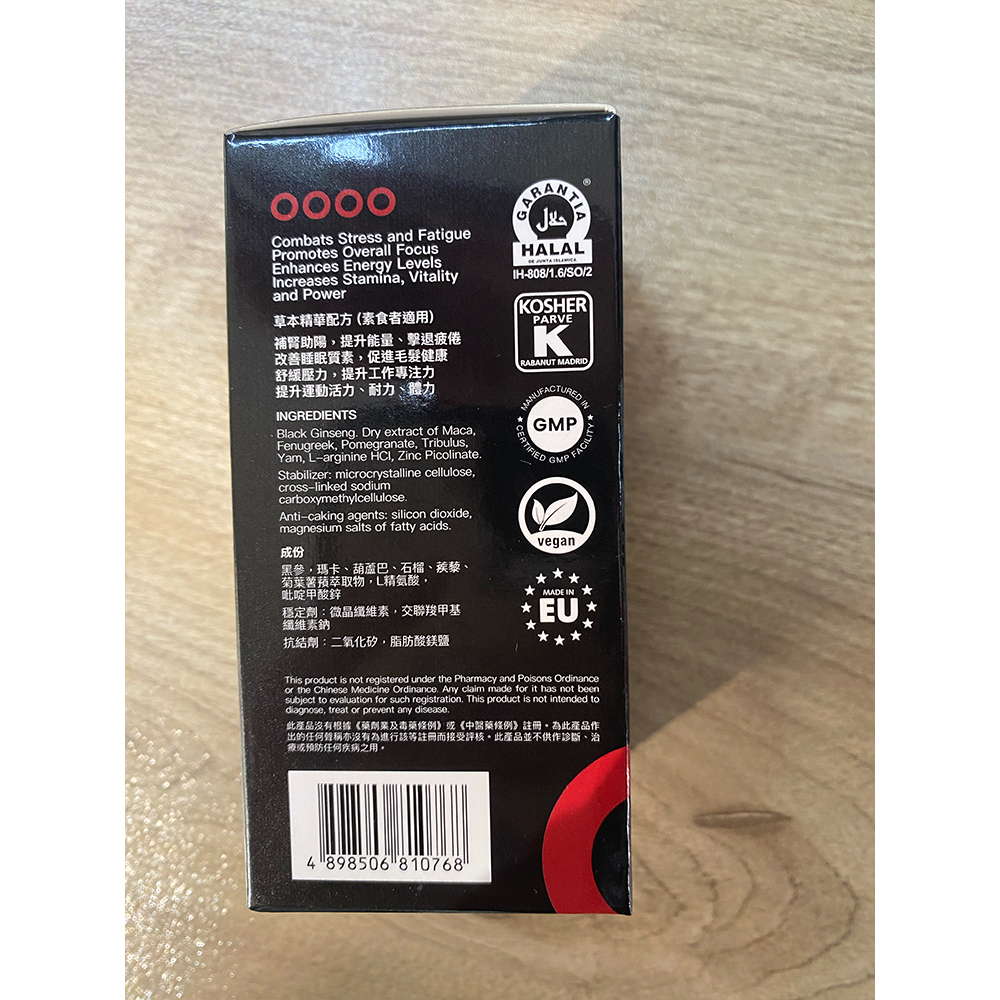 OOOO
Combats Stress and Fatigue
Promotes Overall Focus
Enhances Energy Levels
Increases Stamina, Vitality
and Power
草本精華配方 (素食者適用)
補腎助陽，提升能量、擊退疲倦
改善睡眠質素，促進毛髮健康
舒緩壓力，提升工作專注力
提升運動活力、耐力、體力
INGREDIENTS
Black Ginseng. Dry extract of Maca,
Fenugreek, Pomegranate, Tribulus,
Yam, L-arginine HCl, Zinc Picolinate.
Stabilizer: microcrystalline cellulose,
cross-linked sodium
carboxymethylcellulose.
Anti-caking agents: silicon dioxide,
magnesium salts of fatty acids.
成份
黑參，瑪卡、葫蘆巴、石榴、蒺藜、
菊葉薯蕷萃取物，L精氨酸，
吡啶甲酸鋅
穩定劑：微晶纖維素，交聯羧甲基
纖維素鈉
抗結劑：二氧化矽，脂肪酸鎂鹽
GARANTIA
®
حلال
HALAL
DE JUNTA ISLAMICA
IH-808/1.6/SO/2
KOSHER
PARVE
K
RABANUT MADRID
MANUFACTURED IN
GMP
CERTIFIED GMP FACILITY
vegan
MADE IN
EU
This product is not registered under the Pharmacy and Poisons Ordinance
or the Chinese Medicine Ordinance. Any claim made for it has not been
subject to evaluation for such registration. This product is not intended to
diagnose, treat or prevent any disease.
此產品沒有根據《藥劑業及毒藥條例》或《中醫藥條例》註冊。為此產品作
出的任何聲稱亦沒有為進行該等註冊而接受評核。此產品並不供作診斷、治
療或預防任何疾病之用。
4 898506 810768